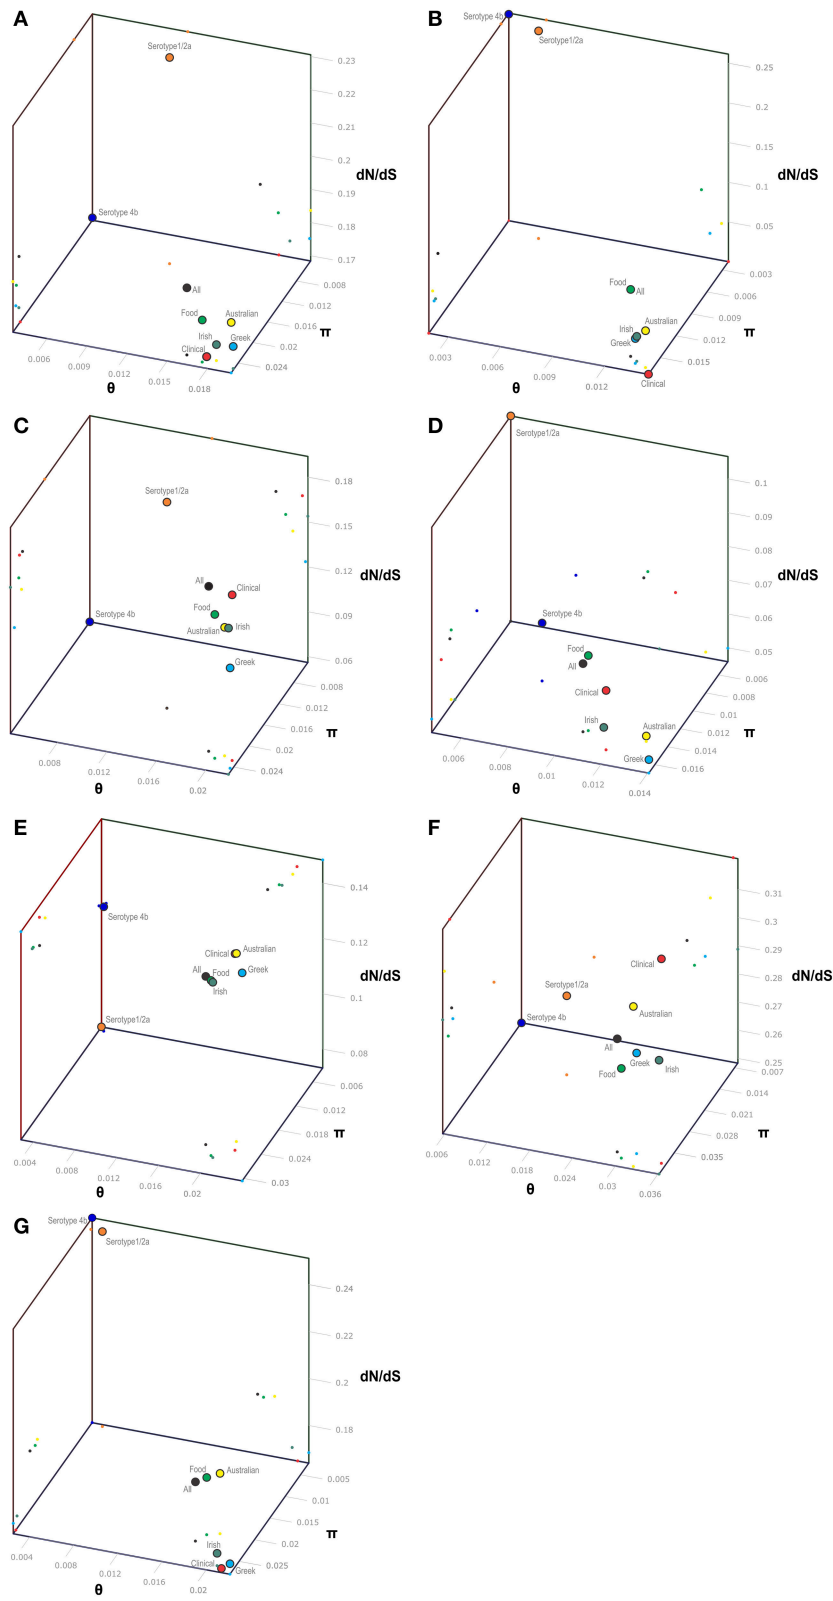 A
Serotype1/2a
0.23
0.22
0.21
0.2
dN/dS
0.19
Serotype 4b
0.18
0.17
0.008
All
0.012
Food
Australian
0.016
π
Irish
Greek
0.02
Clinical
0.024
0.006
0.009
0.012
0.015
0.018
θ
B
Serotype 4b
Serotype1/2a
0.25
0.2
0.15
dN/dS
0.1
0.05
0.003
Food
All
0.006
0.009
Australian
π
Irish
0.012
Greek
0.015
Clinical
0.003
0.006
0.009
0.012
θ
C
Serotype1/2a
0.18
0.15
0.12
dN/dS
All
Clinical
0.09
Food
Serotype 4b
Australian
Irish
0.06
Greek
0.008
0.012
0.016
π
0.02
0.024
0.008
0.012
0.016
0.02
θ
D
Serotype1/2a
0.1
0.09
0.08
dN/dS
0.07
0.06
Serotype 4b
0.05
Food
All
0.006
Clinical
0.008
0.01
Irish
Australian
0.012
π
0.014
Greek
0.016
0.006
0.008
0.01
0.012
0.014
θ
E
0.14
Serotype 4b
0.12
Clinical
Australian
All
Food
Greek
dN/dS
Irish
0.1
Serotype1/2a
0.08
0.006
0.012
0.018
π
0.024
0.03
0.004
0.008
0.012
0.016
0.02
θ
F
0.31
0.3
0.29
Clinical
dN/dS
0.28
Serotype1/2a
0.27
Australian
Serotype 4b
0.26
All
0.25
Greek
Irish
0.007
Food
0.014
0.021
0.028
π
0.035
0.006
0.012
0.018
0.024
0.03
0.036
θ
G
Serotype 4b
Serotype1/2a
0.24
0.22
dN/dS
0.2
0.18
Food
Australian
0.005
All
0.01
0.015
π
Irish
0.02
Clinical
Greek
0.025
0.004
0.008
0.012
0.016
0.02
θ